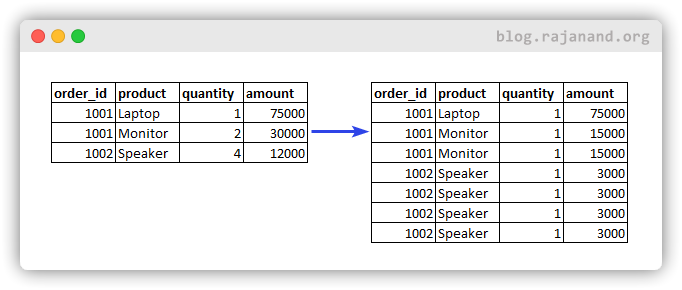 blog.rajanand.org
order_id product quantity amount
1001 Laptop 1 75000
1001 Monitor 2 30000
1002 Speaker 4 12000
order_id product quantity amount
1001 Laptop 1 75000
1001 Monitor 1 15000
1001 Monitor 1 15000
1002 Speaker 1 3000
1002 Speaker 1 3000
1002 Speaker 1 3000
1002 Speaker 1 3000